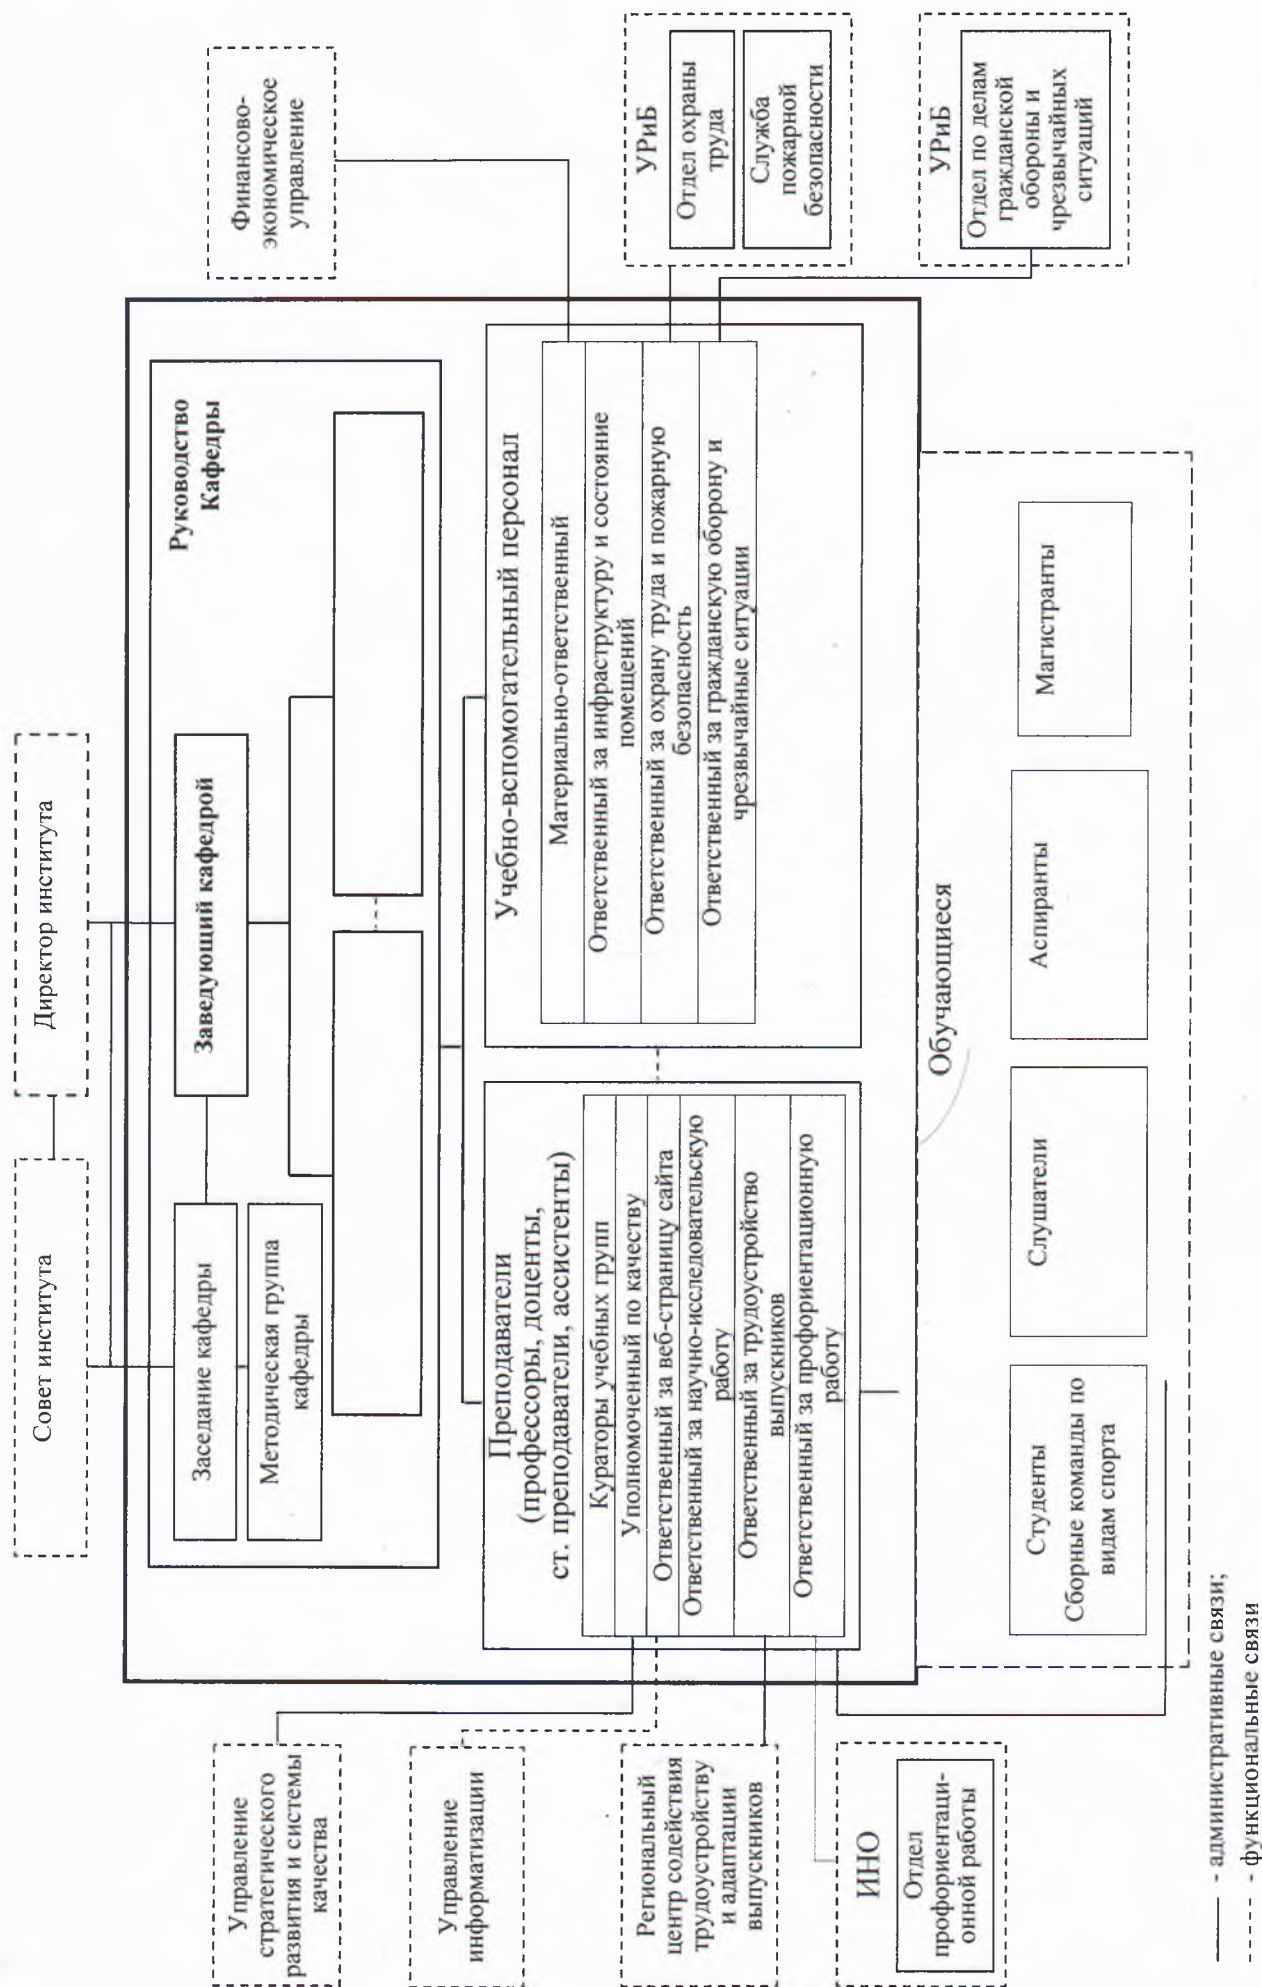 Совет института
Директор института
Руководство
Кафедры
Заведующий кафедрой
Заседание кафедры
Методическая группа
кафедры
Управление
стратегического
развития и системы
качества
Управление
информатизации
Региональный
центр содействия
трудоустройству
и адаптации
выпускников
ИНО
Отдел
профориентаци-
онной работы
Преподаватели
(профессоры, доценты,
ст. преподаватели, ассистенты)
Кураторы учебных групп
Уполномоченный по качеству
Ответственный за веб-страницу сайта
Ответственный за научно-исследовательскую
работу
Ответственный за трудоустройство
выпускников
Ответственный за профориентационную
работу
Учебно-вспомогательный персонал
Материально-ответственный
Ответственный за инфраструктуру и состояние
помещений
Ответственный за охрану труда и пожарную
безопасность
Ответственный за гражданскую оборону и
чрезвычайные ситуации
Финансово-
экономическое
управление
УРиБ
Отдел охраны
труда
Служба
пожарной
безопасности
УРиБ
Отдел по делам
гражданской
обороны и
чрезвычайных
ситуаций
Обучающиеся
Студенты
Сборные команды по
видам спорта
Слушатели
Аспиранты
Магистранты
- административные связи;
- функциональные связи